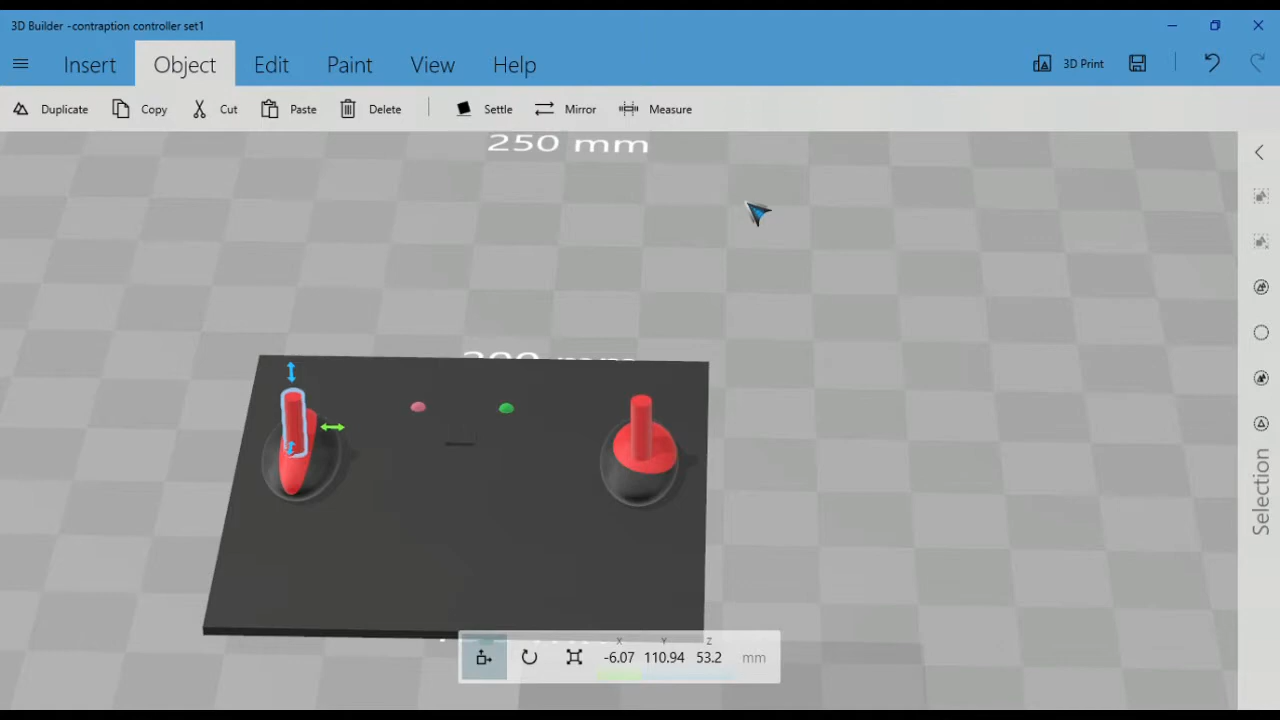 3D Builder -contraption controller set1
Insert
Object
Edit
Paint
View
Help
3D Print
Duplicate
Copy
Cut
Paste
Delete
Settle
Mirror
Measure
250 mm
Selection
X Y Z
-6.07 110.94 53.2 mm